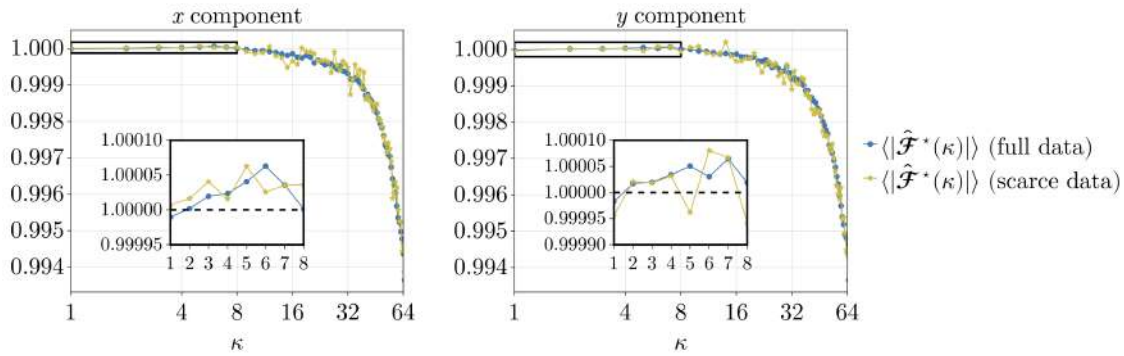 x component
y component
1.000
0.999
0.998
0.997
0.996
0.995
0.994
1.00010
1.00005
1.00000
0.99995
1 2 3 4 5 6 7 8
1 4 8 16 32 64
κ
1.000
0.999
0.998
0.997
0.996
0.995
0.994
1.00010
1.00005
1.00000
0.99995
0.99990
1 2 3 4 5 6 7 8
1 4 8 16 32 64
κ
⟨|𝓕̂*(κ)|⟩ (full data)
⟨|𝓕̂*(κ)|⟩ (scarce data)